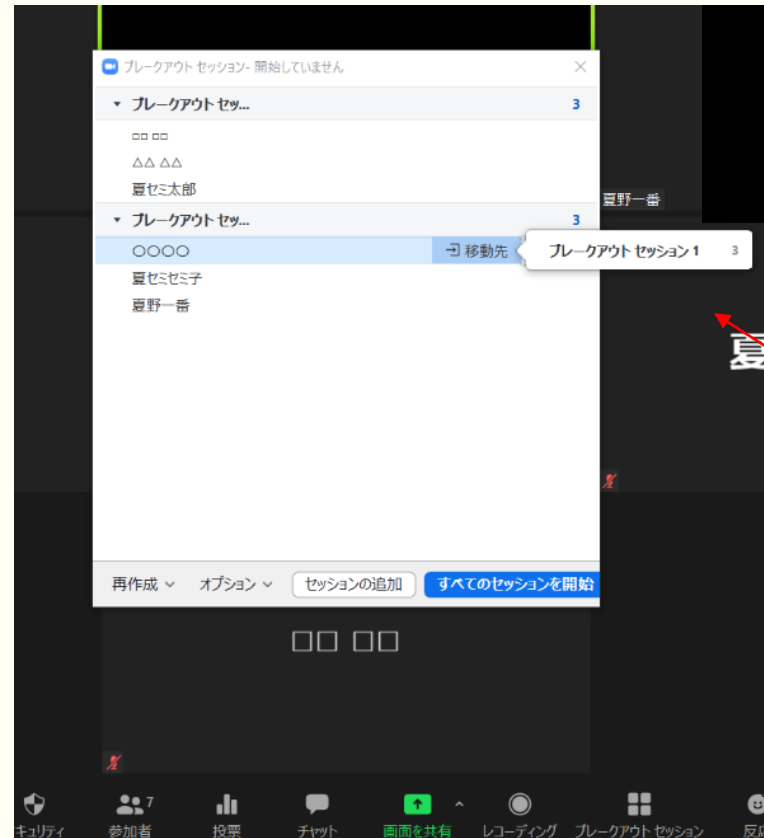 ブレークアウト セッション- 開始していません
ブレークアウト セッ... 3
□□ □□
△△ △△
夏セミ太郎
夏野一番
ブレークアウト セッ... 3
〇〇〇〇 移動先 ブレークアウト セッション 1 3
夏セミセミ子
夏野一番
夏
再作成 オプション セッションの追加 すべてのセッションを開始
□□ □□
キュリティ 参加者 7 投票 チャット 画面を共有 レコーディング ブレークアウト セッション 反応